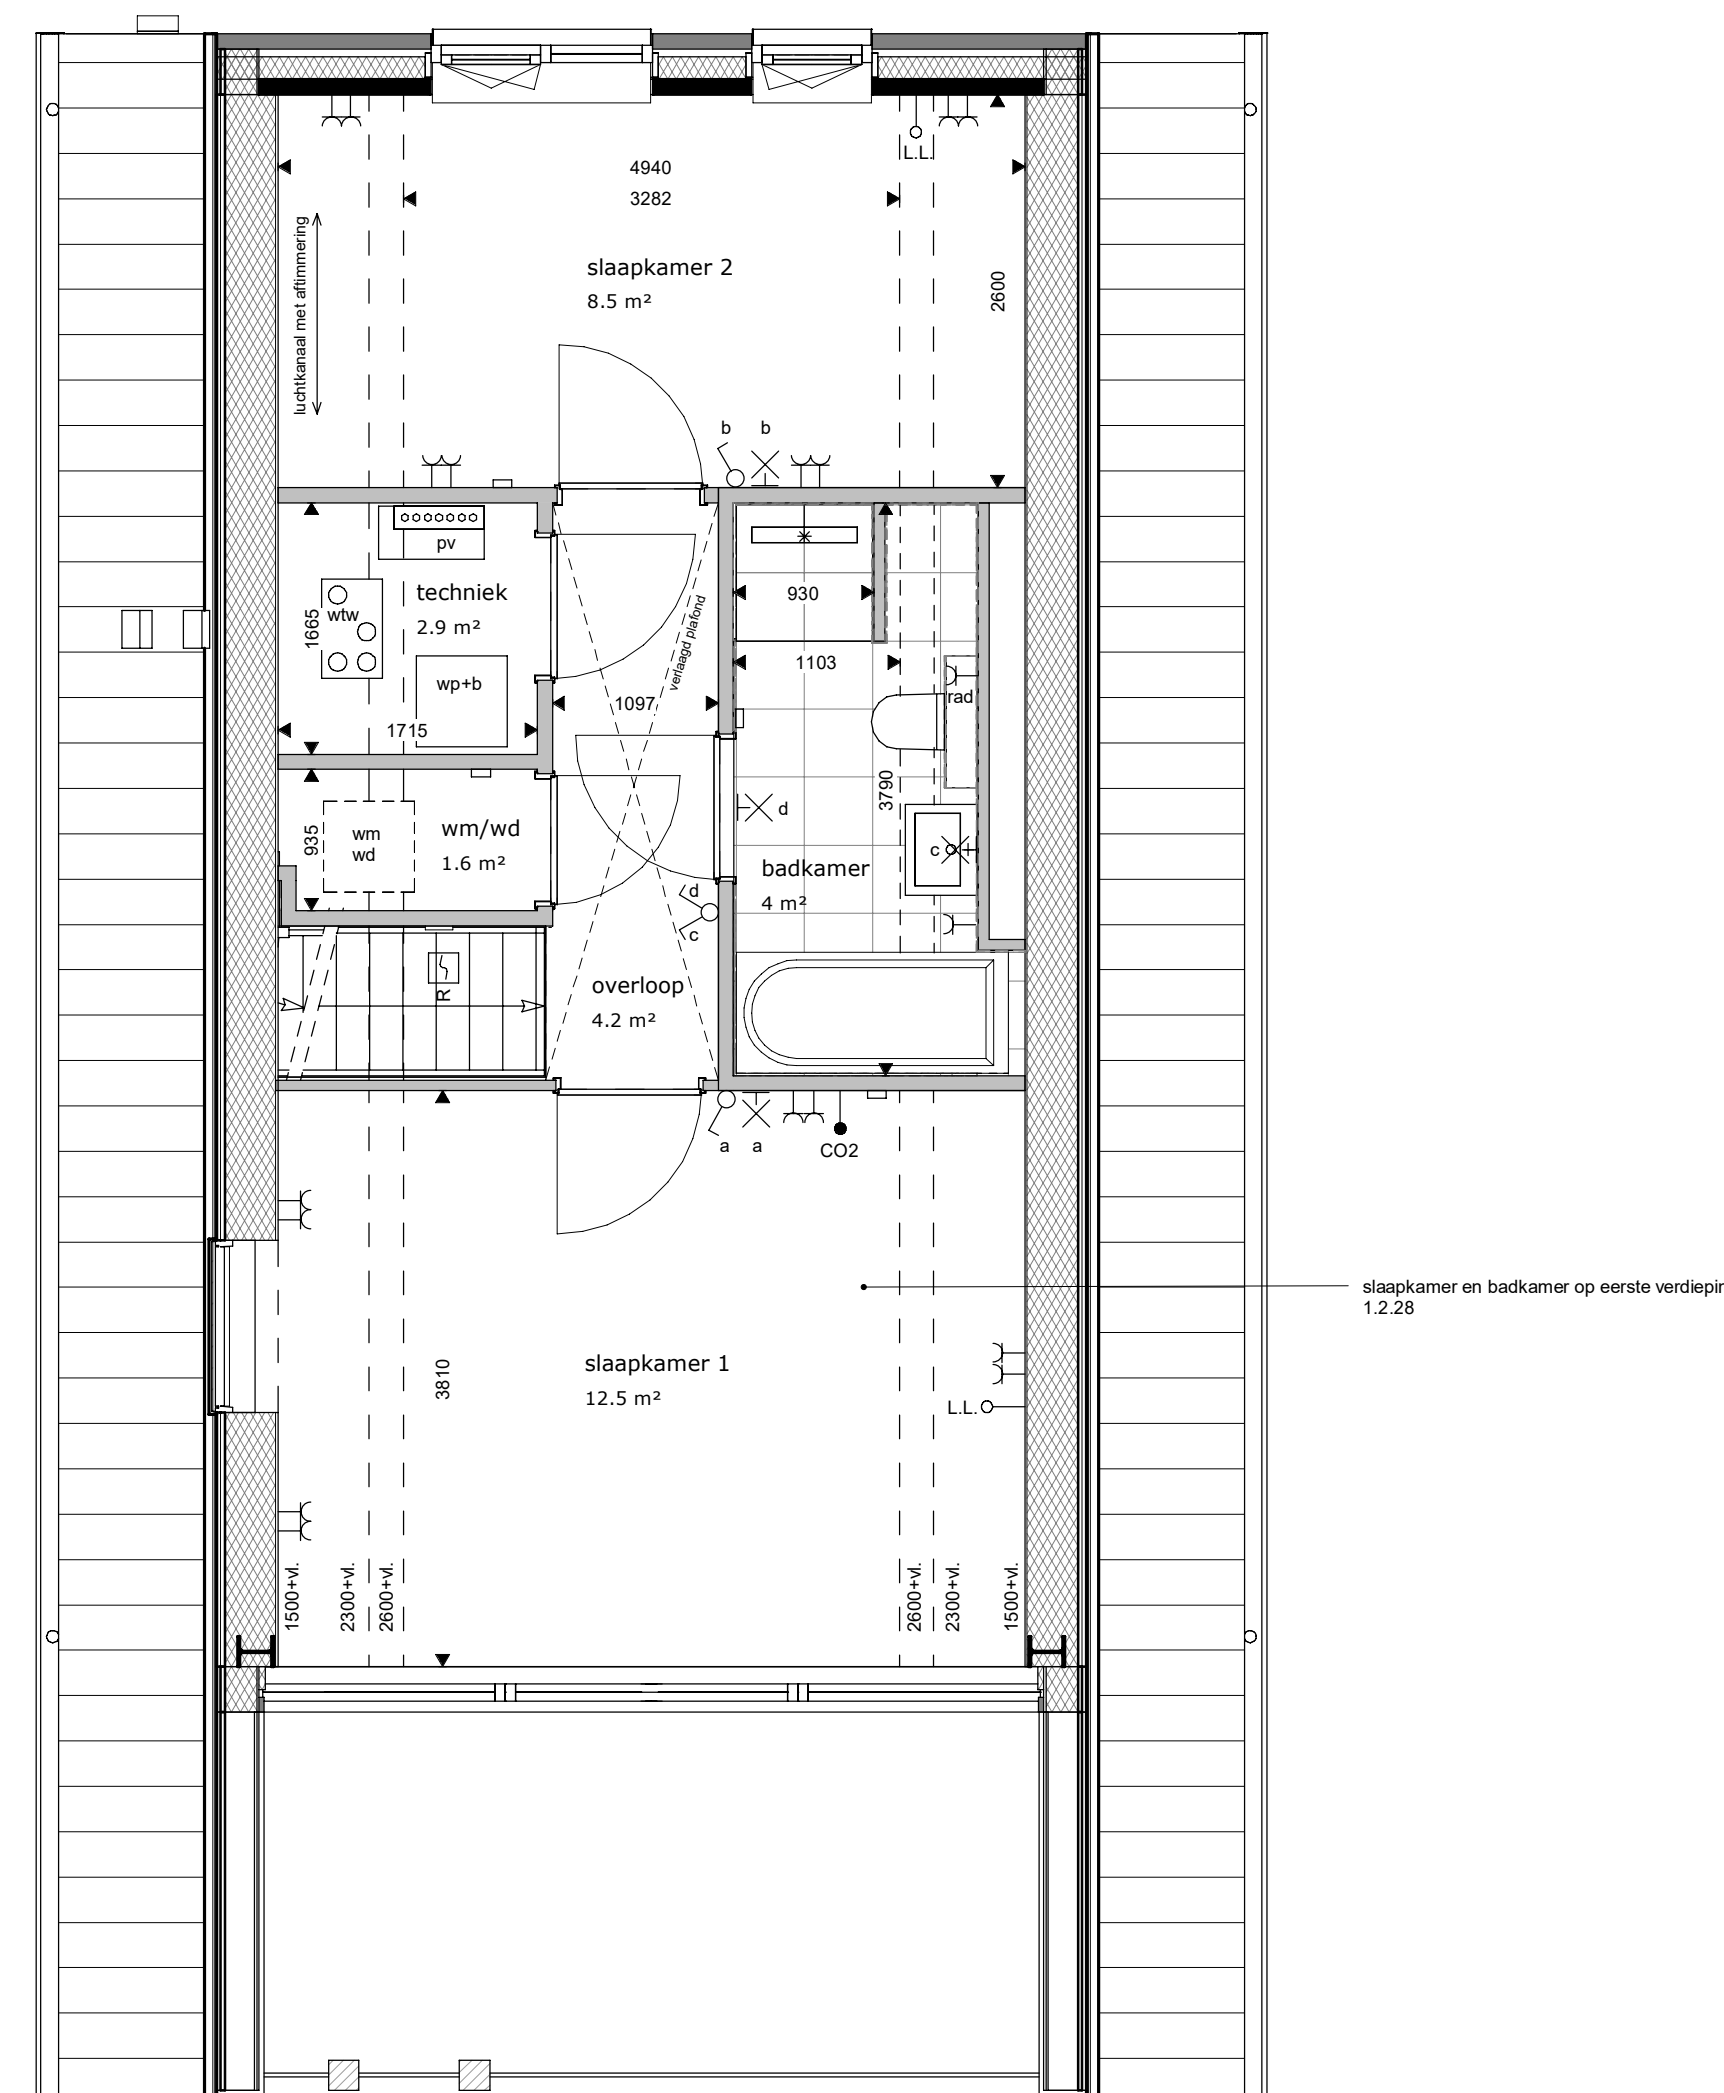 L.L.
4940
3282
luchtkanaal met aftimmering
slaapkamer 2
8.5 m²
2600
b b
pv
techniek
2.9 m²
wtw
1665
wp+b
1715
verlaagd plafond
1097
930
1103
rad
3790
d
c
wm/wd
1.6 m²
wm
wd
935
badkamer
4 m²
d
c
R
overloop
4.2 m²
a a
CO2
slaapkamer en badkamer op eerste
1.2.28
slaapkamer 1
12.5 m²
3810
L.L.
1500+vl.
2300+vl.
2600+vl.
2600+vl.
2300+vl.
1500+vl.